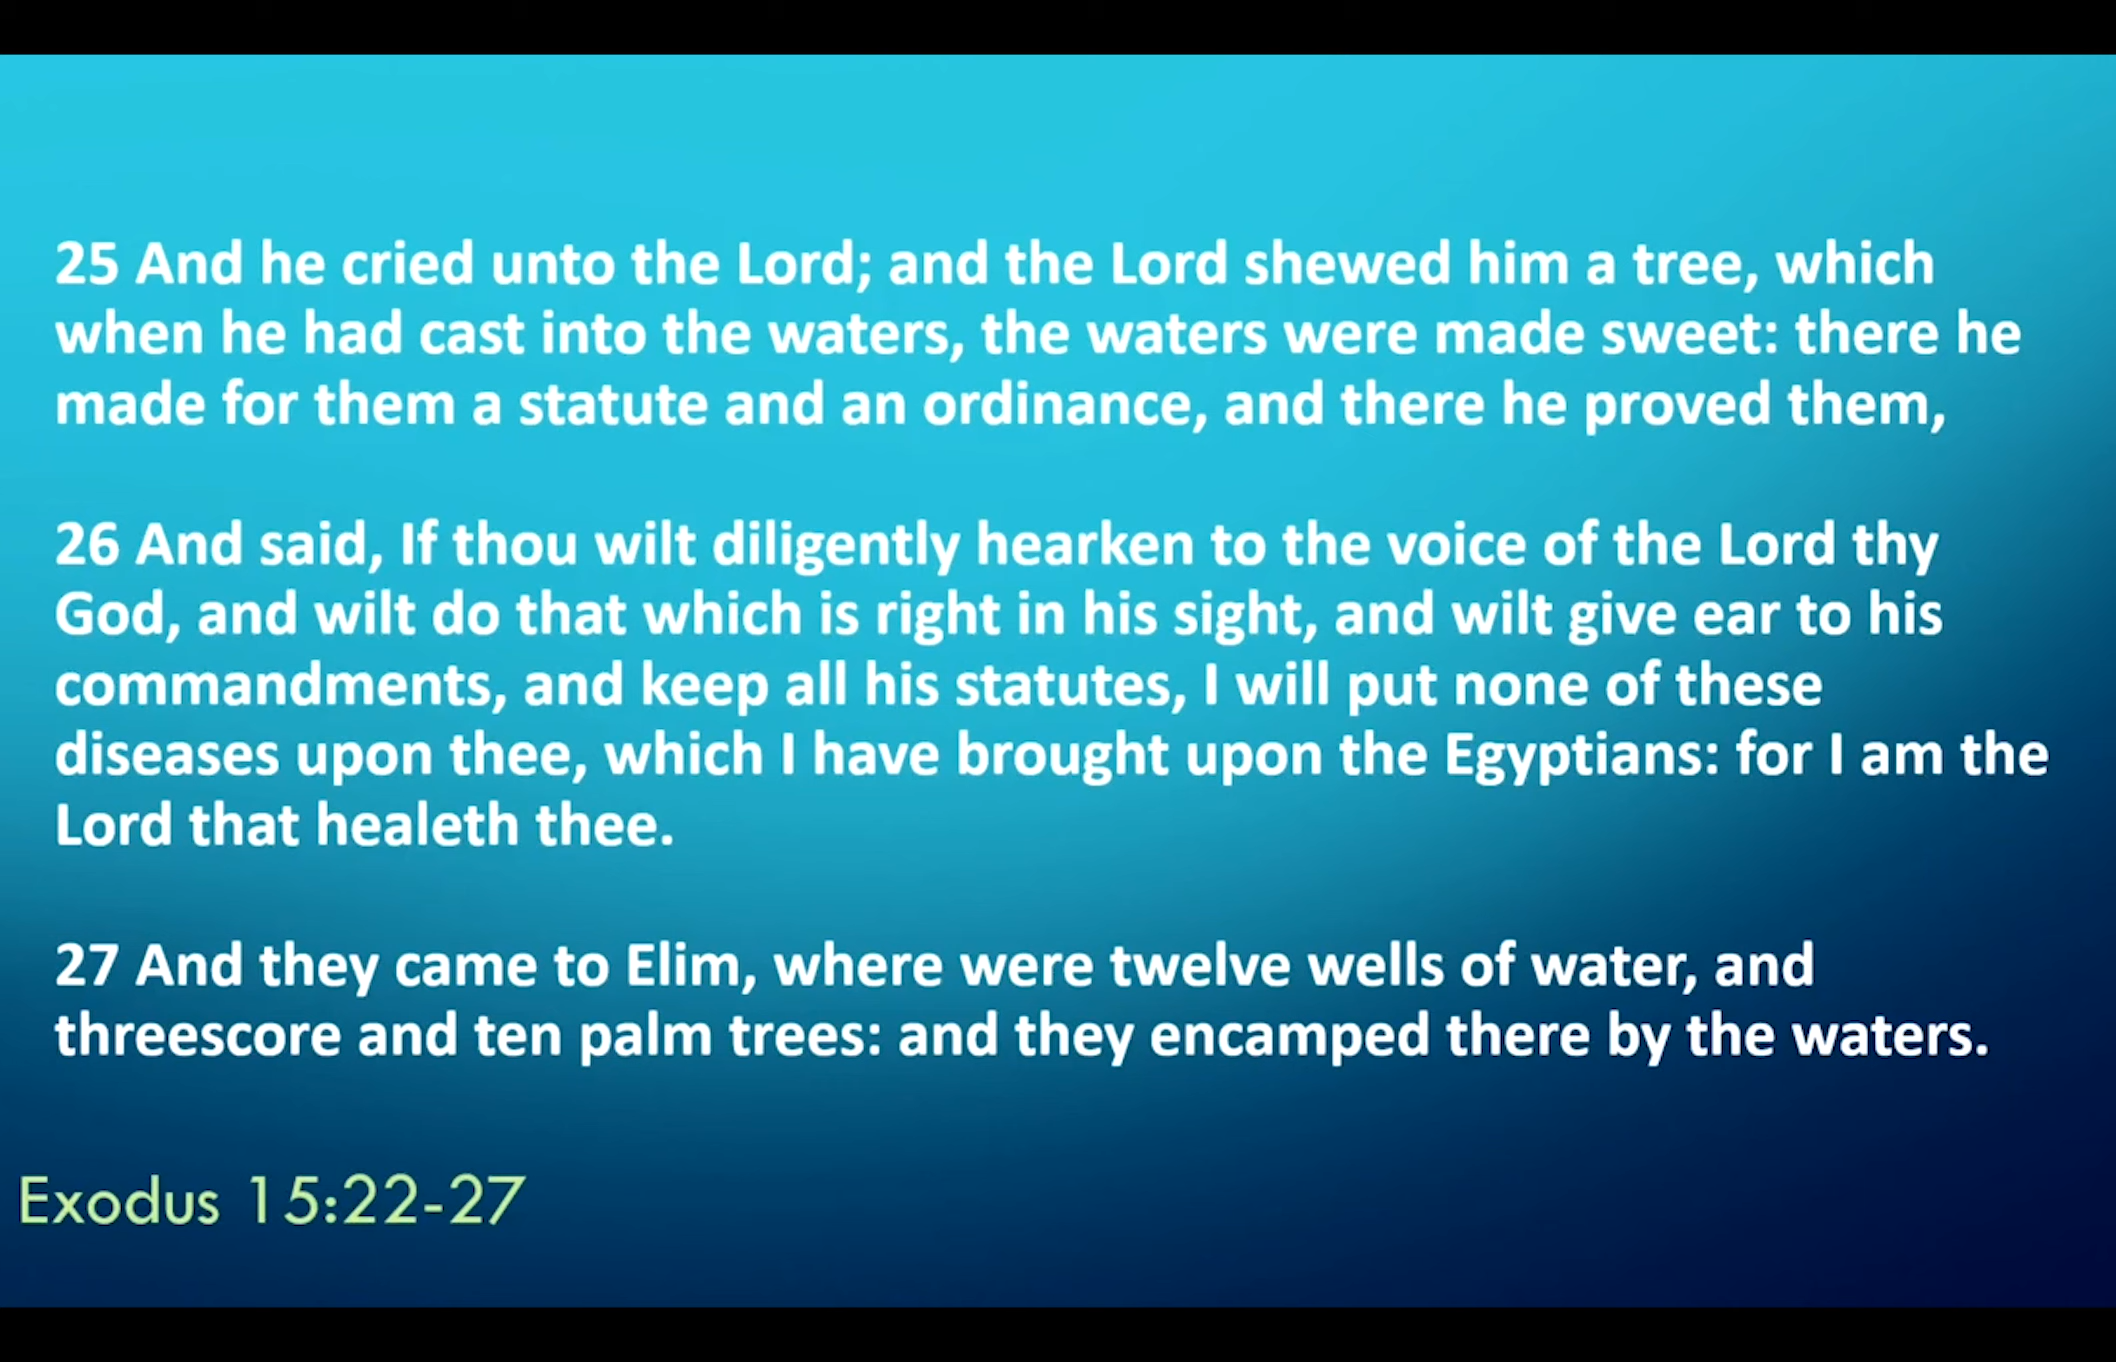 25 And he cried unto the Lord; and the Lord shewed him a tree, which
when he had cast into the waters, the waters were made sweet: there he
made for them a statute and an ordinance, and there he proved them,
26 And said, If thou wilt diligently hearken to the voice of the Lord thy
God, and wilt do that which is right in his sight, and wilt give ear to his
commandments, and keep all his statutes, I will put none of these
diseases upon thee, which I have brought upon the Egyptians: for I am the
Lord that healeth thee.
27 And they came to Elim, where were twelve wells of water, and
threescore and ten palm trees: and they encamped there by the waters.
Exodus 15:22-27